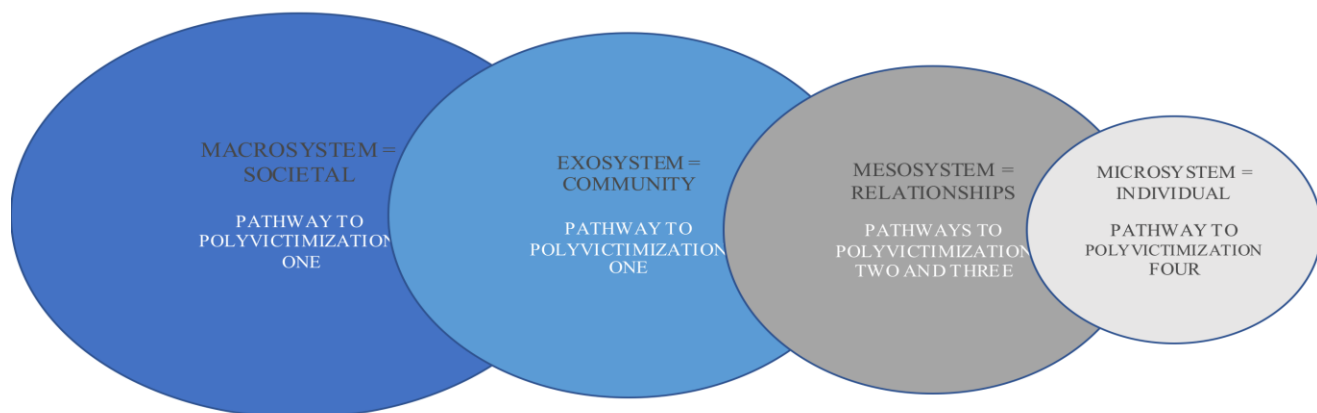 MACROSYSTEM =
SOCIETAL
PATHWAY TO
POLYVICTIMIZATION
ONE
EXOSYSTEM =
COMMUNITY
PATHWAY TO
POLYVICTIMIZATION
ONE
MESOSYSTEM =
RELATIONSHIPS
PATHWAYS TO
POLYVICTIMIZATION
TWO AND THREE
MICROSYSTEM =
INDIVIDUAL
PATHWAY TO
POLYVICTIMIZATION
FOUR